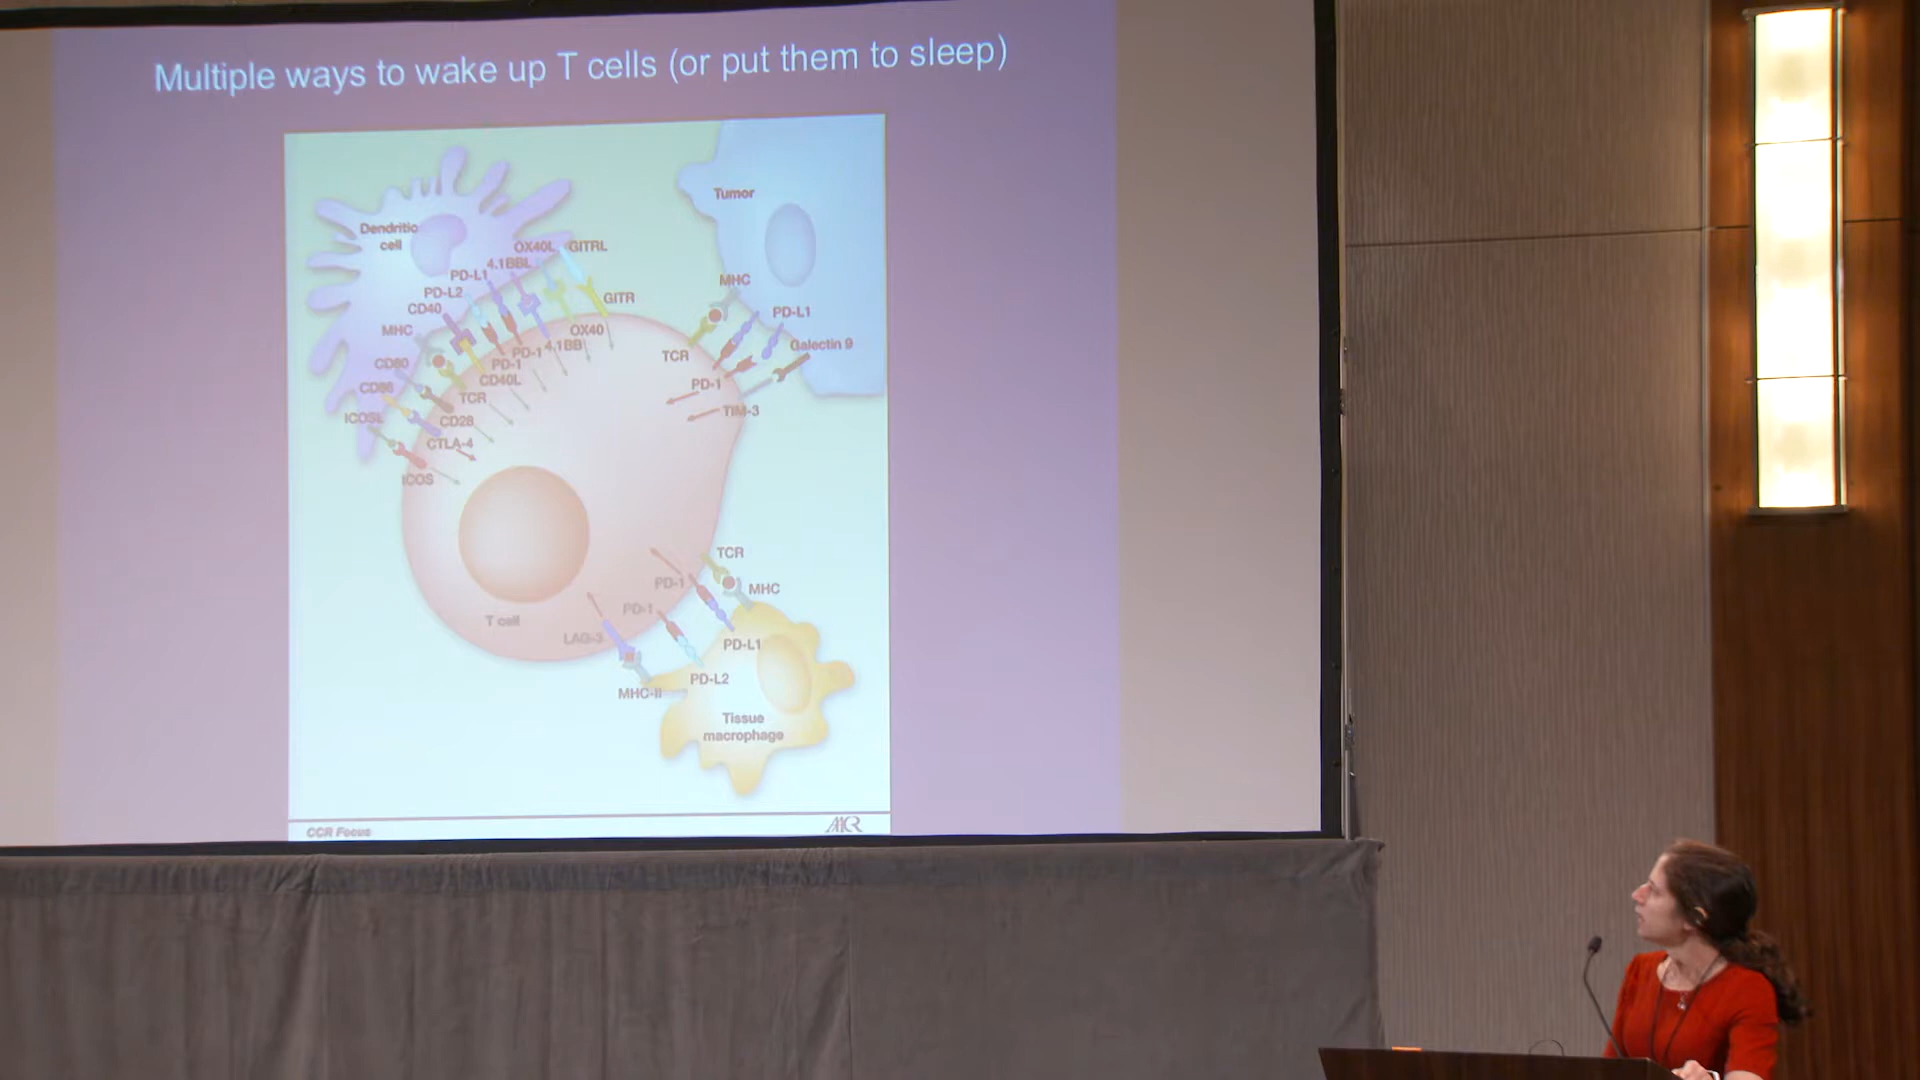 Multiple ways to wake up T cells (or put them to sleep)
Tumor
Dendritic
cell
OX40L
GITRL
4.1BBL
PD-L1
PD-L2
CD40
MHC
CD80
CD86
ICOSL
GITR
OX40
4.1BB
PD-1
PD-1
CD40L
TCR
CD28
CTLA-4
ICOS
MHC
PD-L1
Galectin 9
TCR
PD-1
TIM-3
TCR
PD-1
MHC
PD-1
T cell
LAG-3
PD-L1
PD-L2
MHC-II
Tissue
macrophage
CCR Focus
AACR